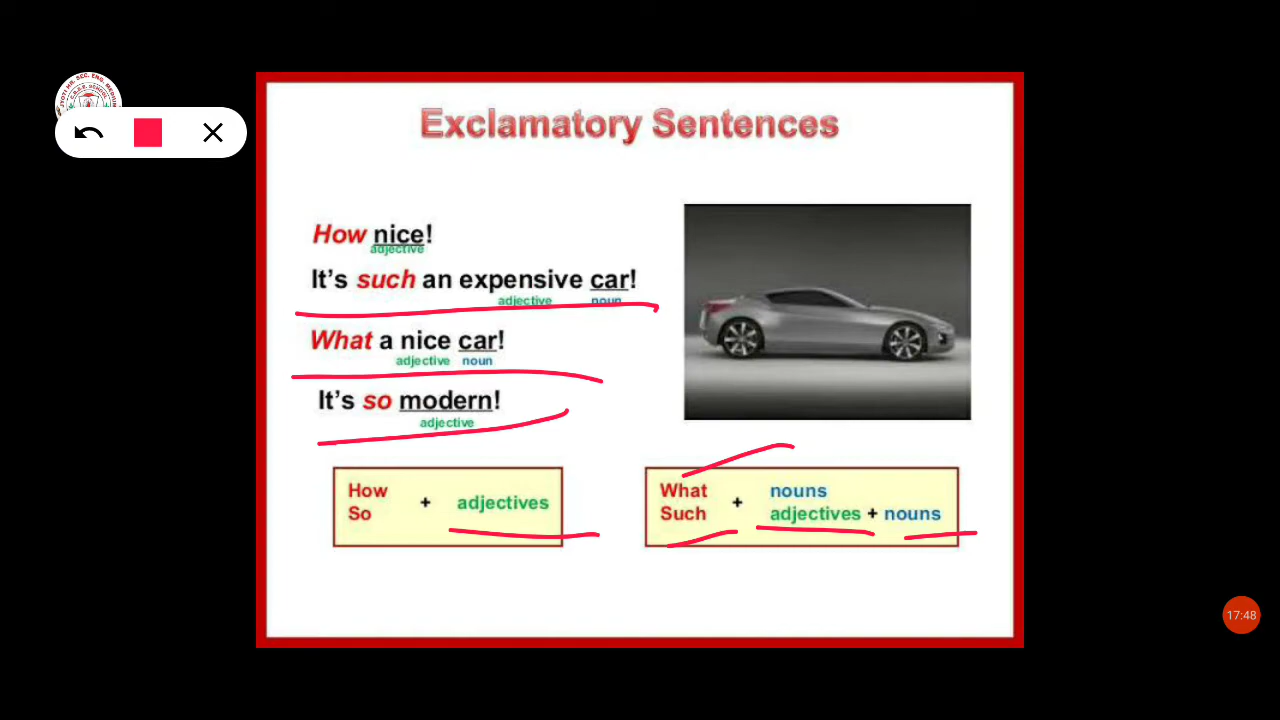 Exclamatory Sentences
How nice!
adjective
It's such an expensive car!
adjective noun
What a nice car!
adjective noun
It's so modern!
adjective
How
So + adjectives
What + nouns
Such adjectives + nouns
17:48